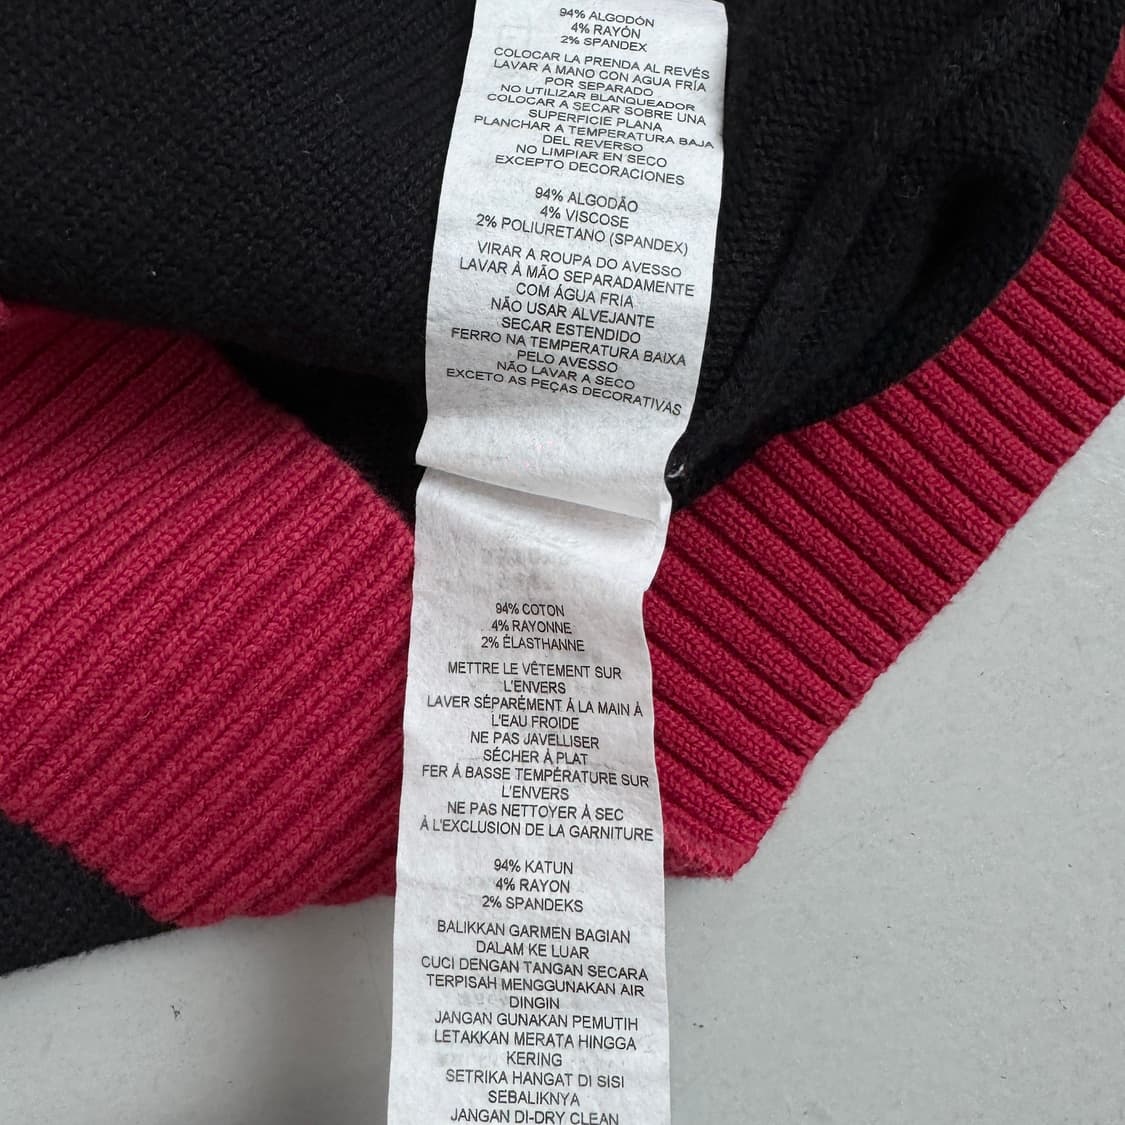 94% ALGODÓN
4% RAYÓN
2% SPANDEX
COLOCAR LA PRENDA AL REVÉS
LAVAR A MANO CON AGUA FRÍA
POR SEPARADO
NO UTILIZAR BLANQUEADOR
COLOCAR A SECAR SOBRE UNA
SUPERFICIE PLANA
PLANCHAR A TEMPERATURA BAJA
DEL REVERSO
NO LIMPIAR EN SECO
EXCEPTO DECORACIONES
94% ALGODÃO
4% VISCOSE
2% POLIURETANO (SPANDEX)
VIRAR A ROUPA DO AVESSO
LAVAR À MÃO SEPARADAMENTE
COM ÁGUA FRIA
NÃO USAR ALVEJANTE
SECAR ESTENDIDO
FERRO NA TEMPERATURA BAIXA
PELO AVESSO
NÃO LAVAR A SECO
EXCETO AS PEÇAS DECORATIVAS
94% COTON
4% RAYONNE
2% ÉLASTHANNE
METTRE LE VÊTEMENT SUR
L'ENVERS
LAVER SÉPARÉMENT À LA MAIN À
L'EAU FROIDE
NE PAS JAVELLISER
SÉCHER À PLAT
FER À BASSE TEMPÉRATURE SUR
L'ENVERS
NE PAS NETTOYER À SEC
À L'EXCLUSION DE LA GARNITURE
94% KATUN
4% RAYON
2% SPANDEKS
BALIKKAN GARMEN BAGIAN
DALAM KE LUAR
CUCI DENGAN TANGAN SECARA
TERPISAH MENGGUNAKAN AIR
DINGIN
JANGAN GUNAKAN PEMUTIH
LETAKKAN MERATA HINGGA
KERING
SETRIKA HANGAT DI SISI
SEBALIKNYA
JANGAN DI-DRY CLEAN